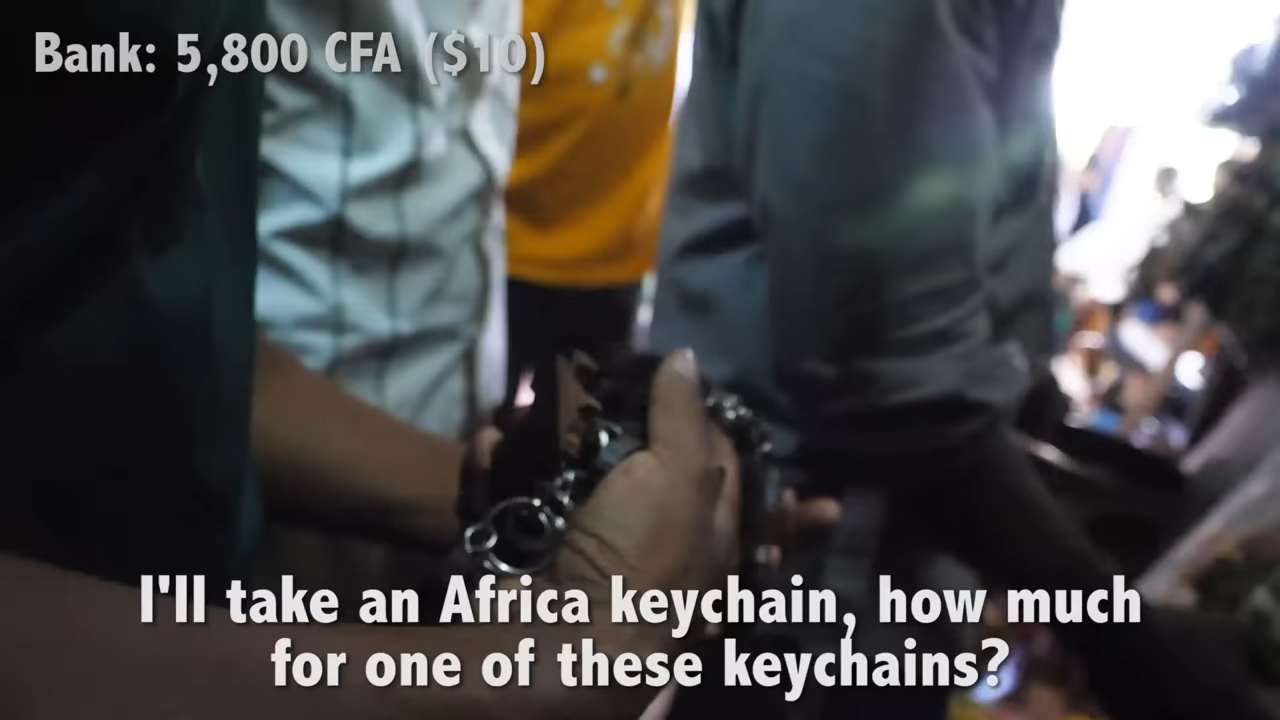 Bank: 5,800 CFA ($10)
I'll take an Africa keychain, how much
for one of these keychains?